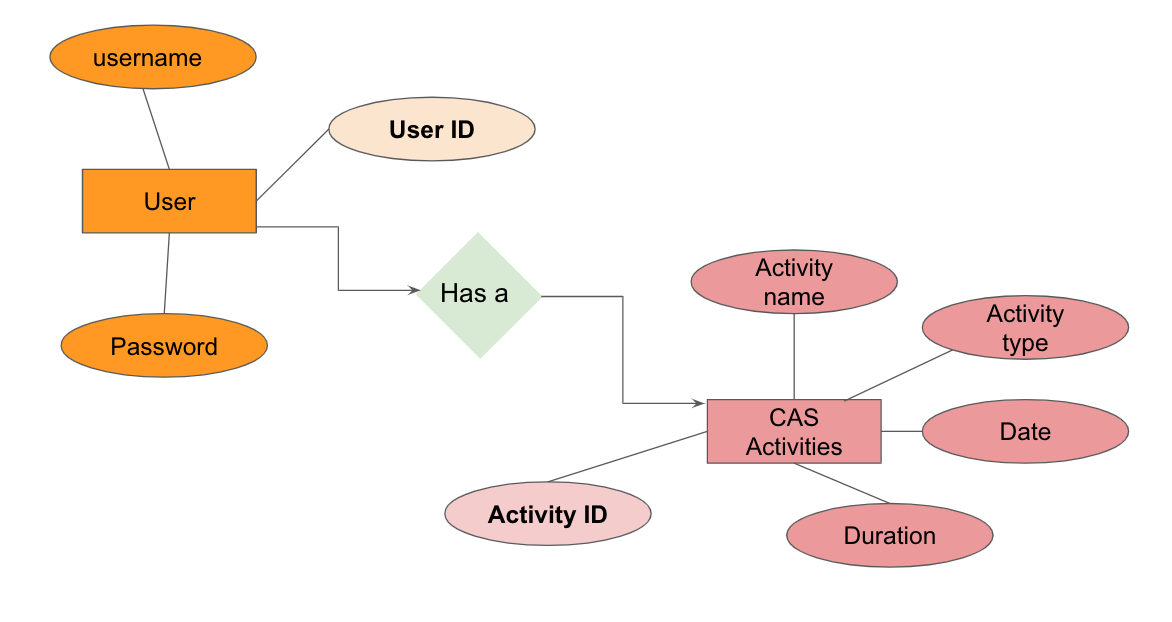 username
User ID
User
Password
Has a
Activity
name
Activity
type
CAS
Activities
Date
Activity ID
Duration